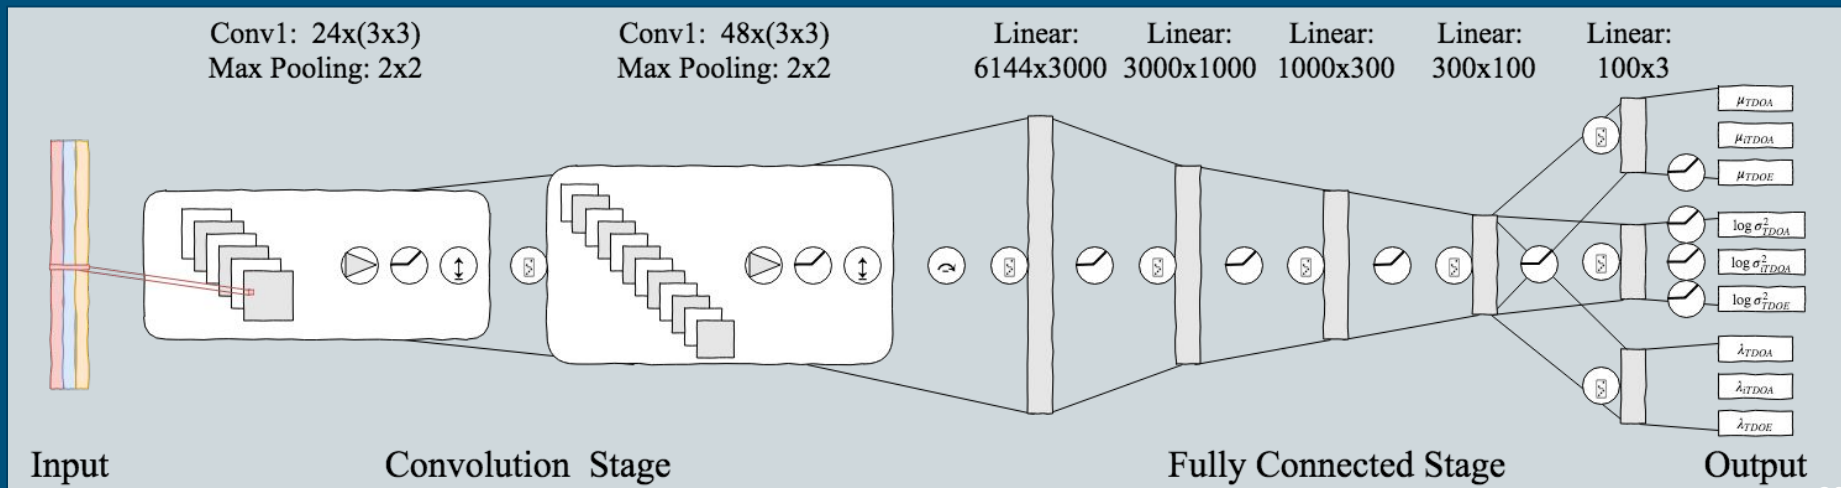 Conv1: 24x(3x3)
Max Pooling: 2x2
Conv1: 48x(3x3)
Max Pooling: 2x2
Linear:
6144x3000
Linear:
3000x1000
Linear:
1000x300
Linear:
300x100
Linear:
100x3
μTDOA
μiTDOA
μTDOE
log σ²TDOA
log σ²iTDOA
log σ²TDOE
λTDOA
λiTDOA
λTDOE
Input
Convolution Stage
Fully Connected Stage
Output